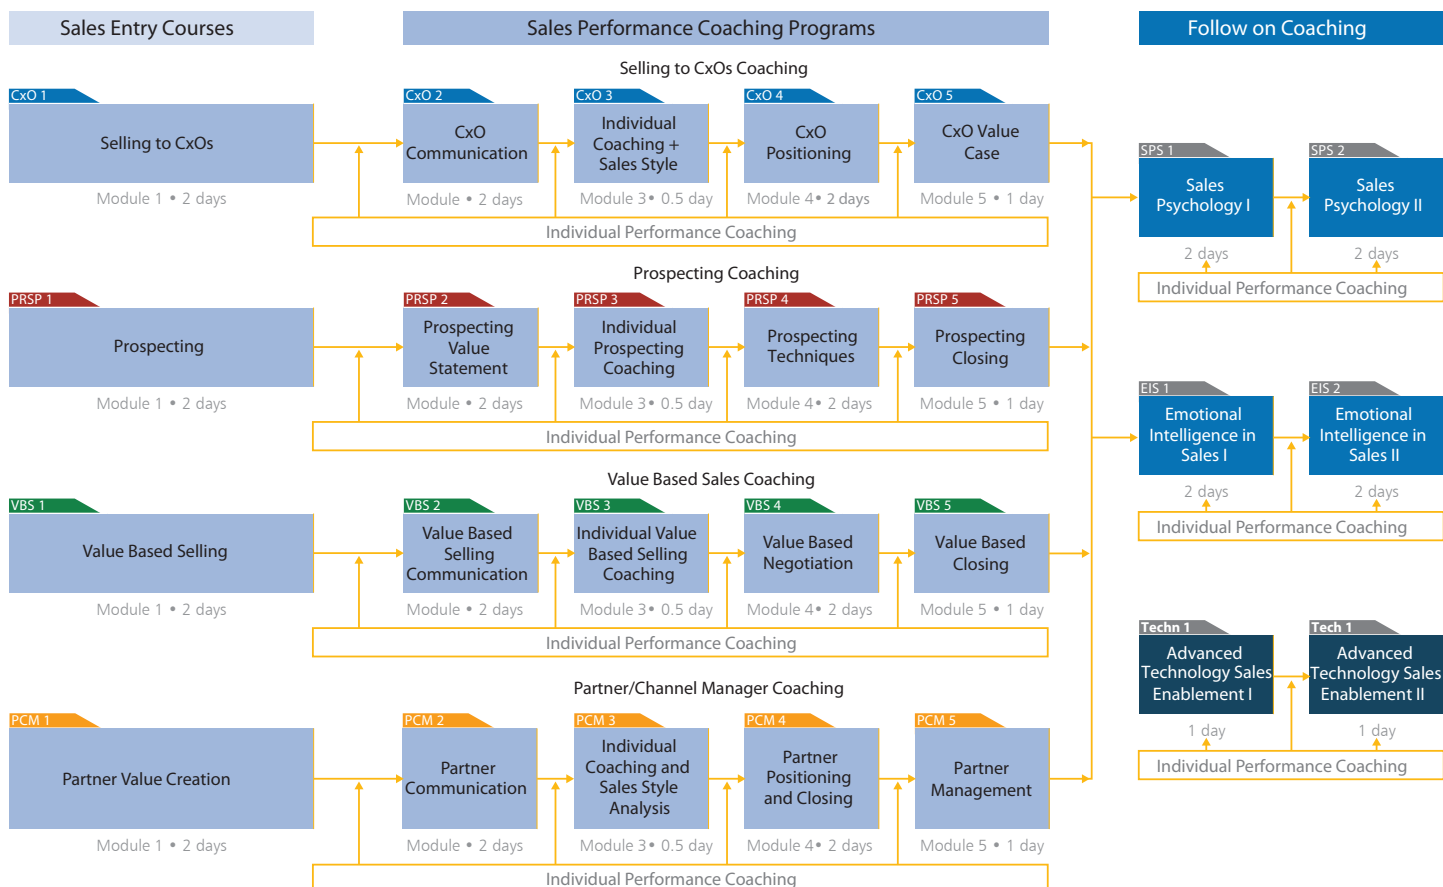 Sales Entry Courses
Sales Performance Coaching Programs
Follow on Coaching
Selling to CxOs Coaching
CxO 1
Selling to CxOs
Module 1 • 2 days
CxO 2
CxO
Communication
Module • 2 days
CxO 3
Individual
Coaching +
Sales Style
Module 3• 0.5 day
CxO 4
CxO
Positioning
Module 4• 2 days
CxO 5
CxO Value
Case
Module 5 • 1 day
Individual Performance Coaching
Prospecting Coaching
PRSP 1
Prospecting
Module 1 • 2 days
PRSP 2
Prospecting
Value
Statement
Module • 2 days
PRSP 3
Individual
Prospecting
Coaching
Module 3• 0.5 day
PRSP 4
Prospecting
Techniques
Module 4• 2 days
PRSP 5
Prospecting
Closing
Module 5 • 1 day
Individual Performance Coaching
Value Based Sales Coaching
VBS 1
Value Based Selling
Module 1 • 2 days
VBS 2
Value Based
Selling
Communication
Module • 2 days
VBS 3
Individual Value
Based Selling
Coaching
Module 3• 0.5 day
VBS 4
Value Based
Negotiation
Module 4• 2 days
VBS 5
Value Based
Closing
Module 5 • 1 day
Individual Performance Coaching
Partner/Channel Manager Coaching
PCM 1
Partner Value Creation
Module 1 • 2 days
PCM 2
Partner
Communication
Module • 2 days
PCM 3
Individual
Coaching and
Sales Style
Analysis
Module 3• 0.5 day
PCM 4
Partner
Positioning
and Closing
Module 4• 2 days
PCM 5
Partner
Management
Module 5 • 1 day
Individual Performance Coaching
SPS 1
Sales
Psychology I
2 days
SPS 2
Sales
Psychology II
2 days
Individual Performance Coaching
EIS 1
Emotional
Intelligence in
Sales I
2 days
EIS 2
Emotional
Intelligence in
Sales II
2 days
Individual Performance Coaching
Techn 1
Advanced
Technology Sales
Enablement I
1 day
Tech 1
Advanced
Technology Sales
Enablement II
1 day
Individual Performance Coaching